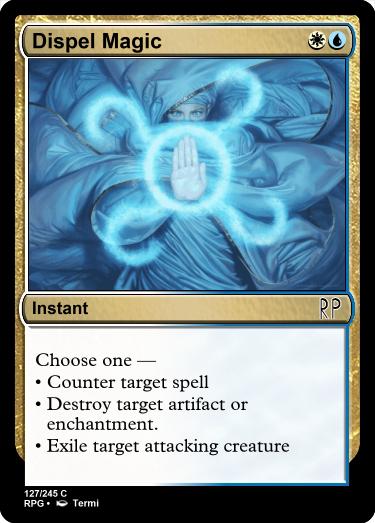 Dispel Magic
Instant
RP
Choose one —
• Counter target spell
• Destroy target artifact or
enchantment.
• Exile target attacking creature
127/245 C
RPG • Termi